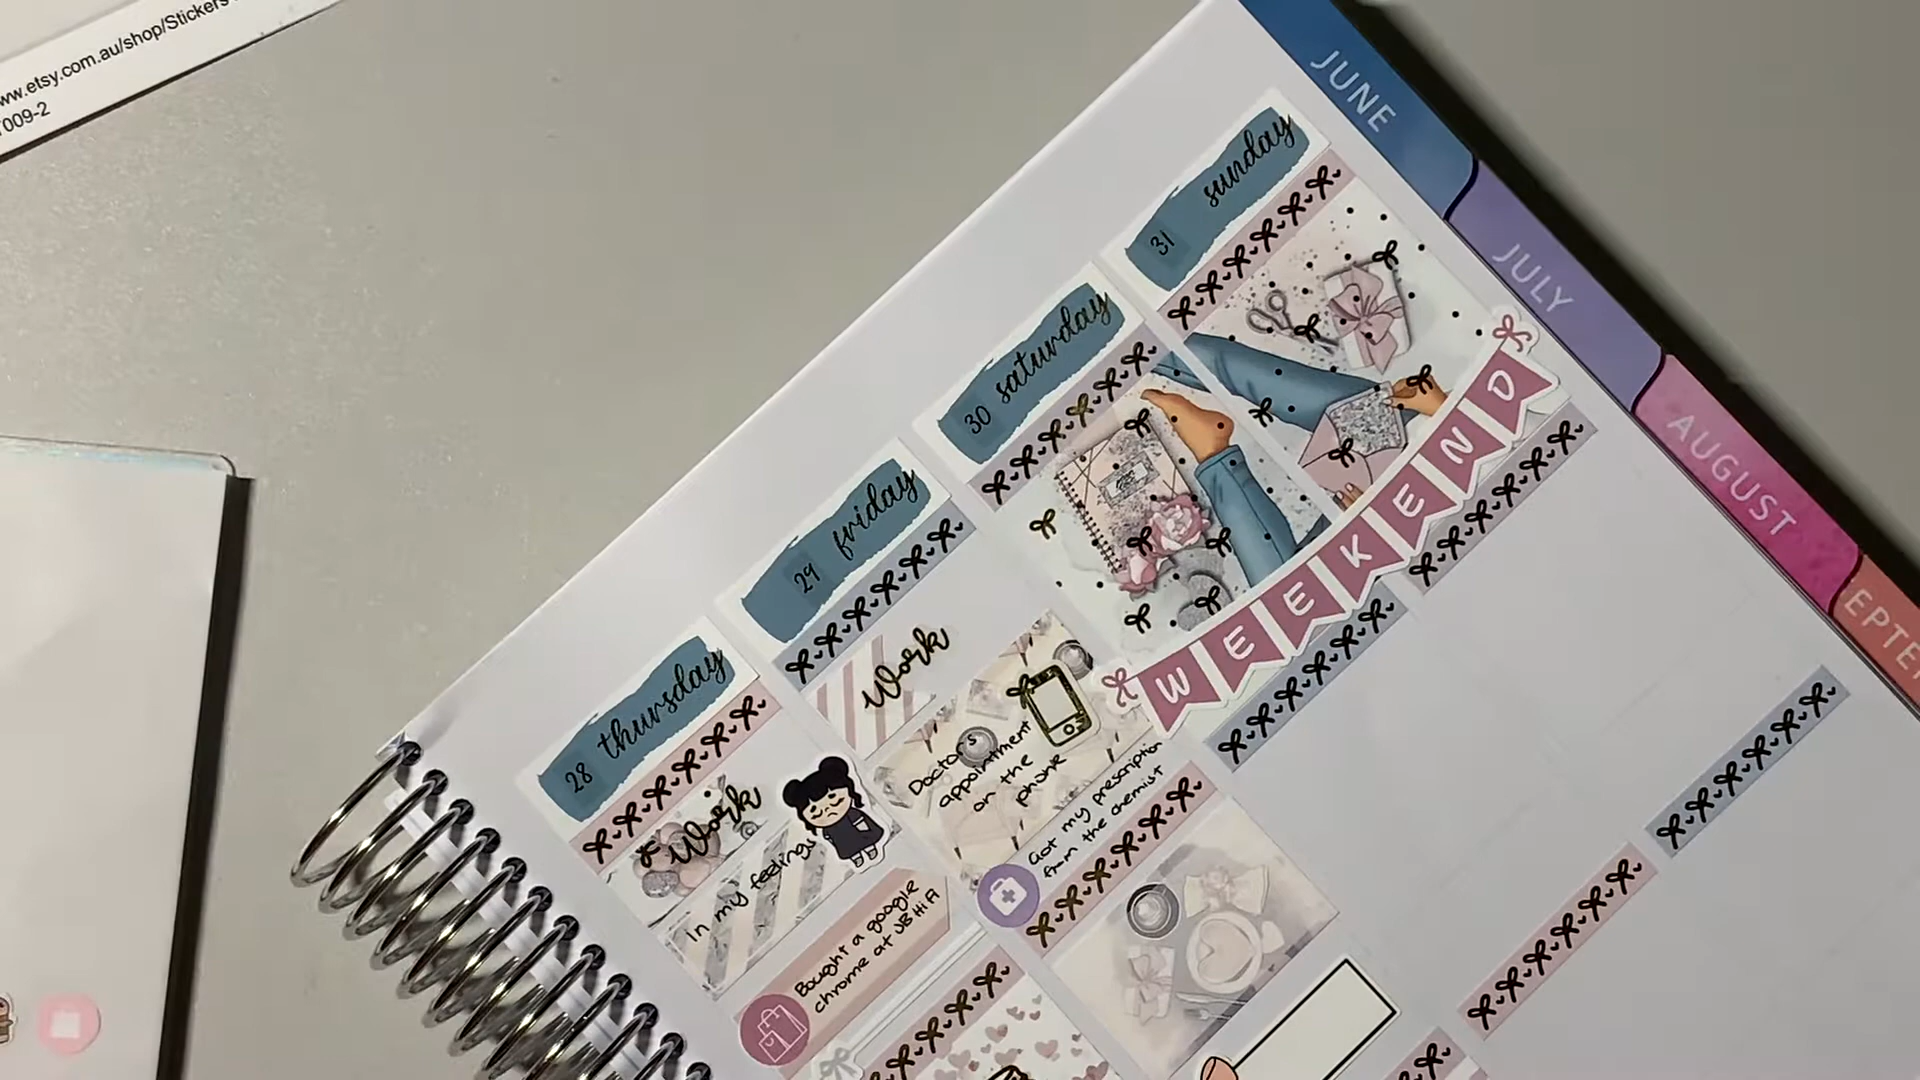 ww.etsy.com.au/shop/Stickers
T009-2
JUNE
JULY
AUGUST
EPTE
28 thursday
Work
In my feelings
Bought a google
chrome at JB HiFi
29 friday
Work
Doctor's
appointment
on the
phone
Got my prescription
from the chemist
30 saturday
31 sunday
WEEKEND